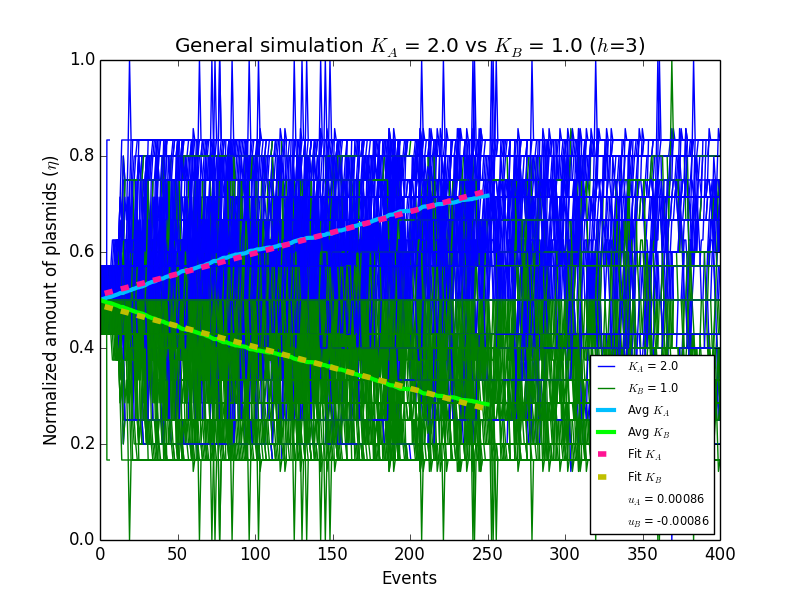 General simulation K_A = 2.0 vs K_B = 1.0 (h=3)
Normalized amount of plasmids (η)
1.0
0.8
0.6
0.4
0.2
0.0
K_A = 2.0
K_B = 1.0
Avg K_A
Avg K_B
Fit K_A
Fit K_B
u_A = 0.00086
u_B = -0.00086
0 50 100 150 200 250 300 350 400
Events